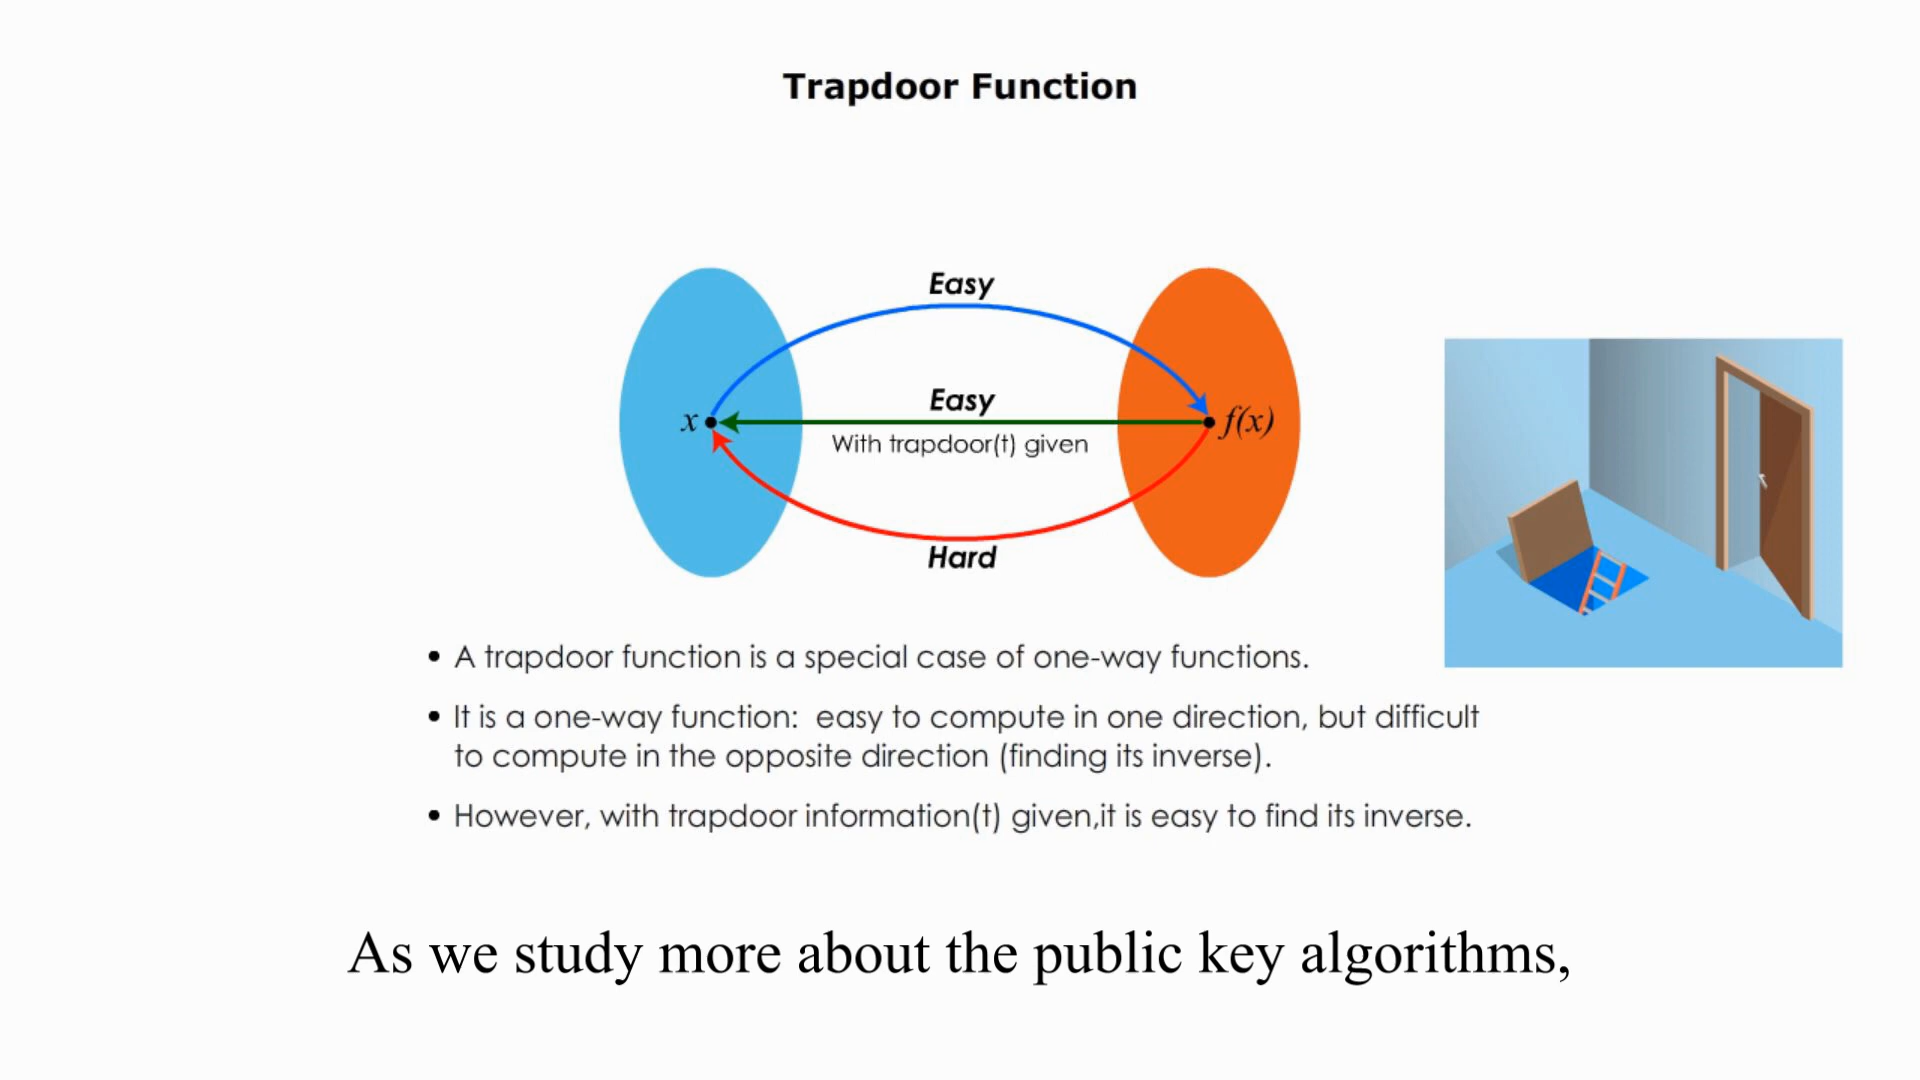 Trapdoor Function
Easy
Easy
x
f(x)
With trapdoor(t) given
Hard
• A trapdoor function is a special case of one-way functions.
• It is a one-way function: easy to compute in one direction, but difficult
to compute in the opposite direction (finding its inverse).
• However, with trapdoor information(t) given,it is easy to find its inverse.
As we study more about the public key algorithms,